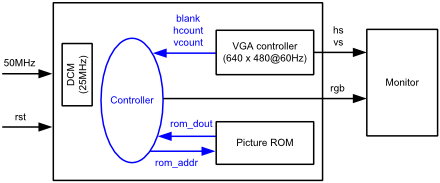 blank
hcount
vcount
hs
vs
50MHz
DCM
(25MHz)
VGA controller
(640 x 480@60Hz)
Controller
rgb
Monitor
rst
rom_dout
Picture ROM
rom_addr